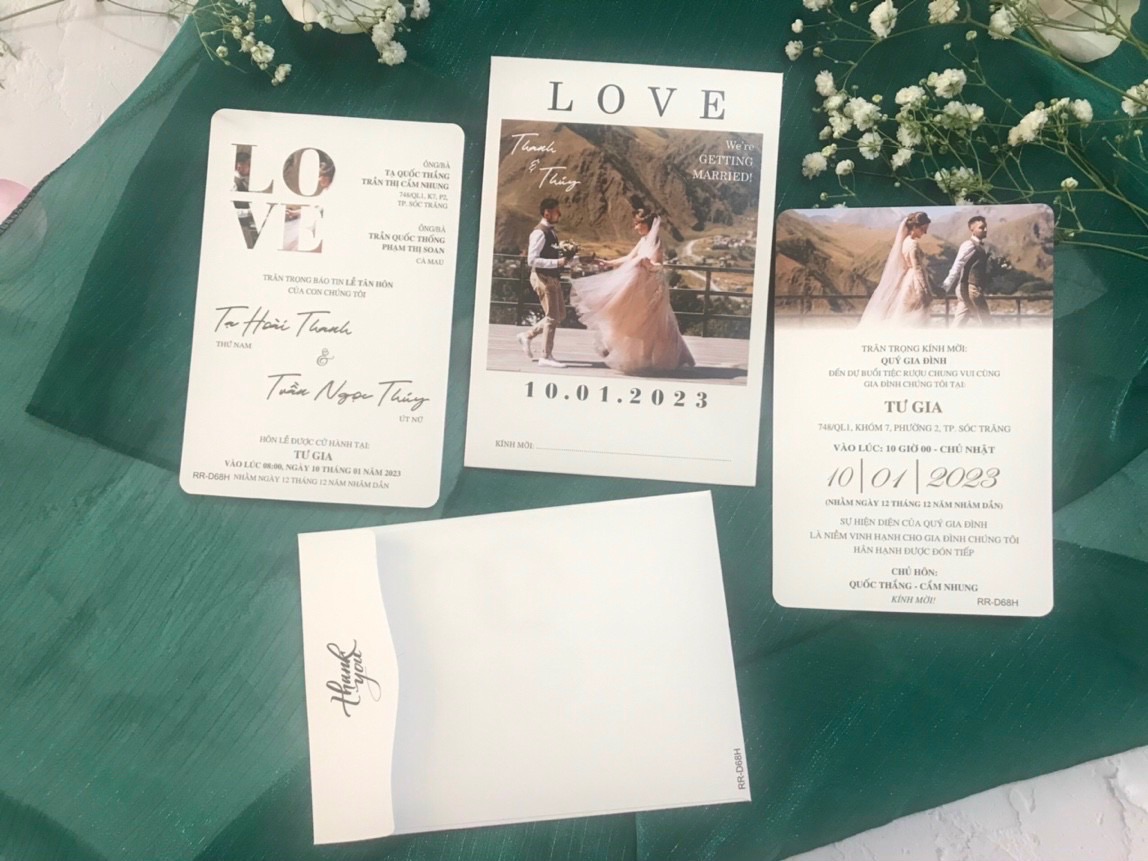 LO
VE
ÔNG/BÀ
TẠ QUỐC THẮNG
TRẦN THỊ CẨM NHUNG
748/QL1, K7, P2,
TP. SÓC TRĂNG
ÔNG/BÀ
TRẦN QUỐC THỐNG
PHẠM THỊ SOAN
CÀ MAU
TRÂN TRỌNG BÁO TIN LỄ TÂN HÔN
CỦA CON CHÚNG TÔI
Tạ Hoài Thanh
THỨ NAM
&
Trần Ngọc Thúy
ÚT NỮ
HÔN LỄ ĐƯỢC CỬ HÀNH TẠI:
TƯ GIA
VÀO LÚC 08:00, NGÀY 10 THÁNG 01 NĂM 2023
RR-D68H NHẰM NGÀY 12 THÁNG 12 NĂM NHÂM DẦN
LOVE
Thanh
&
Thúy
We're
GETTING
MARRIED!
10.01.2023
KÍNH MỜI:
TRÂN TRỌNG KÍNH MỜI:
QUÝ GIA ĐÌNH
ĐẾN DỰ BUỔI TIỆC RƯỢU CHUNG VUI CÙNG
GIA ĐÌNH CHÚNG TÔI TẠI:
TƯ GIA
748/QL1, KHÓM 7, PHƯỜNG 2, TP. SÓC TRĂNG
VÀO LÚC: 10 GIỜ 00 - CHỦ NHẬT
10|01|2023
(NHẰM NGÀY 12 THÁNG 12 NĂM NHÂM DẦN)
SỰ HIỆN DIỆN CỦA QUÝ GIA ĐÌNH
LÀ NIỀM VINH HẠNH CHO GIA ĐÌNH CHÚNG TÔI
HÂN HẠNH ĐƯỢC ĐÓN TIẾP
CHỦ HÔN:
QUỐC THẮNG - CẨM NHUNG
KÍNH MỜI!
RR-D68H
thank
you
RR-D68H